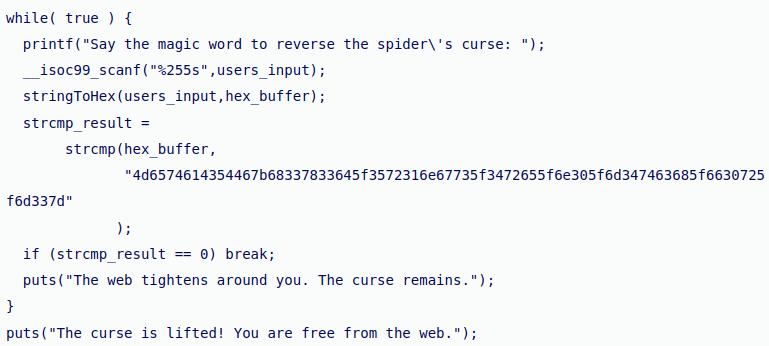 while( true ) {
printf("Say the magic word to reverse the spider\'s curse: ");
__isoc99_scanf("%255s",users_input);
stringToHex(users_input,hex_buffer);
strcmp_result =
strcmp(hex_buffer,
"4d6574614354467b68337833645f3572316e67735f3472655f6e305f6d347463685f6630725
f6d337d"
);
if (strcmp_result == 0) break;
puts("The web tightens around you. The curse remains.");
}
puts("The curse is lifted! You are free from the web.");